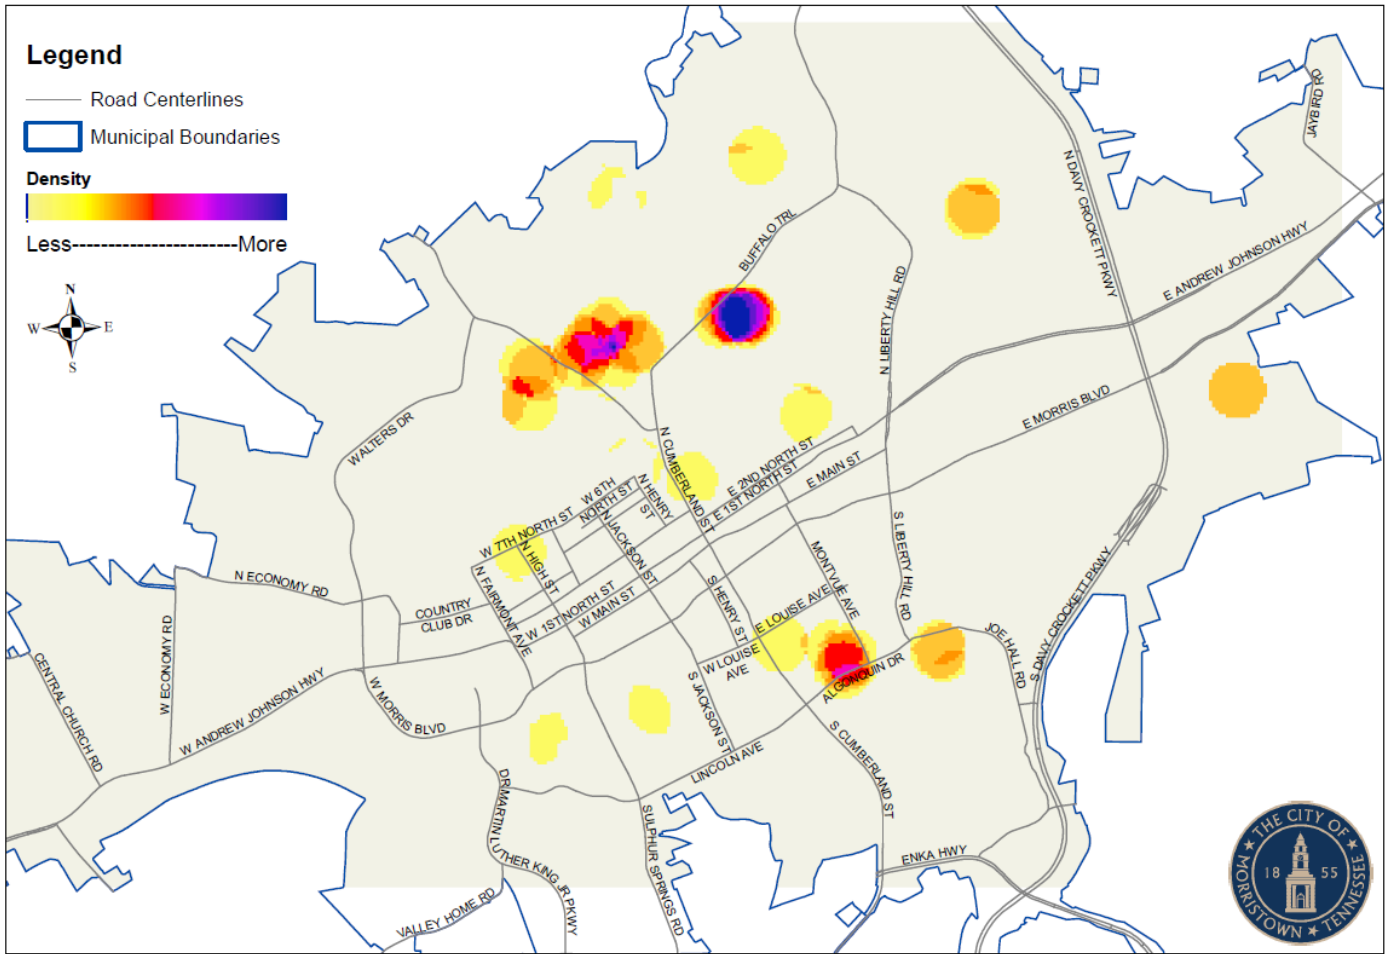 Legend
Road Centerlines
Municipal Boundaries
Density
Less------------------------More
N
W
E
S
JAYBIRD RD
N DAVY CROCKETT PKWY
BUFFALO TRL
E ANDREW JOHNSON HWY
N LIBERTY HILL RD
E MORRIS BLVD
WALTERS DR
N CUMBERLAND ST
E 2ND NORTH ST
E 1ST NORTH ST
E MAIN ST
W 6TH
NORTH ST
N HENRY
ST
W 7TH NORTH ST
N JACKSON ST
N HIGH ST
N FAIRMONT AVE
S LIBERTY HILL RD
MONTVUE AVE
S DAVY CROCKETT PKWY
N ECONOMY RD
COUNTRY
CLUB DR
W 1ST NORTH ST
W MAIN ST
S HENRY ST
E LOUISE AVE
W LOUISE
AVE
JOE HALL RD
W ECONOMY RD
CENTRAL CHURCH RD
W ANDREW JOHNSON HWY
W MORRIS BLVD
S JACKSON ST
ALGONQUIN DR
LINCOLN AVE
S CUMBERLAND ST
DR MARTIN LUTHER KING JR PKWY
SULPHUR SPRINGS RD
ENKA HWY
VALLEY HOME RD
THE CITY OF
18 55
MORRISTOWN ★ TENNESSEE